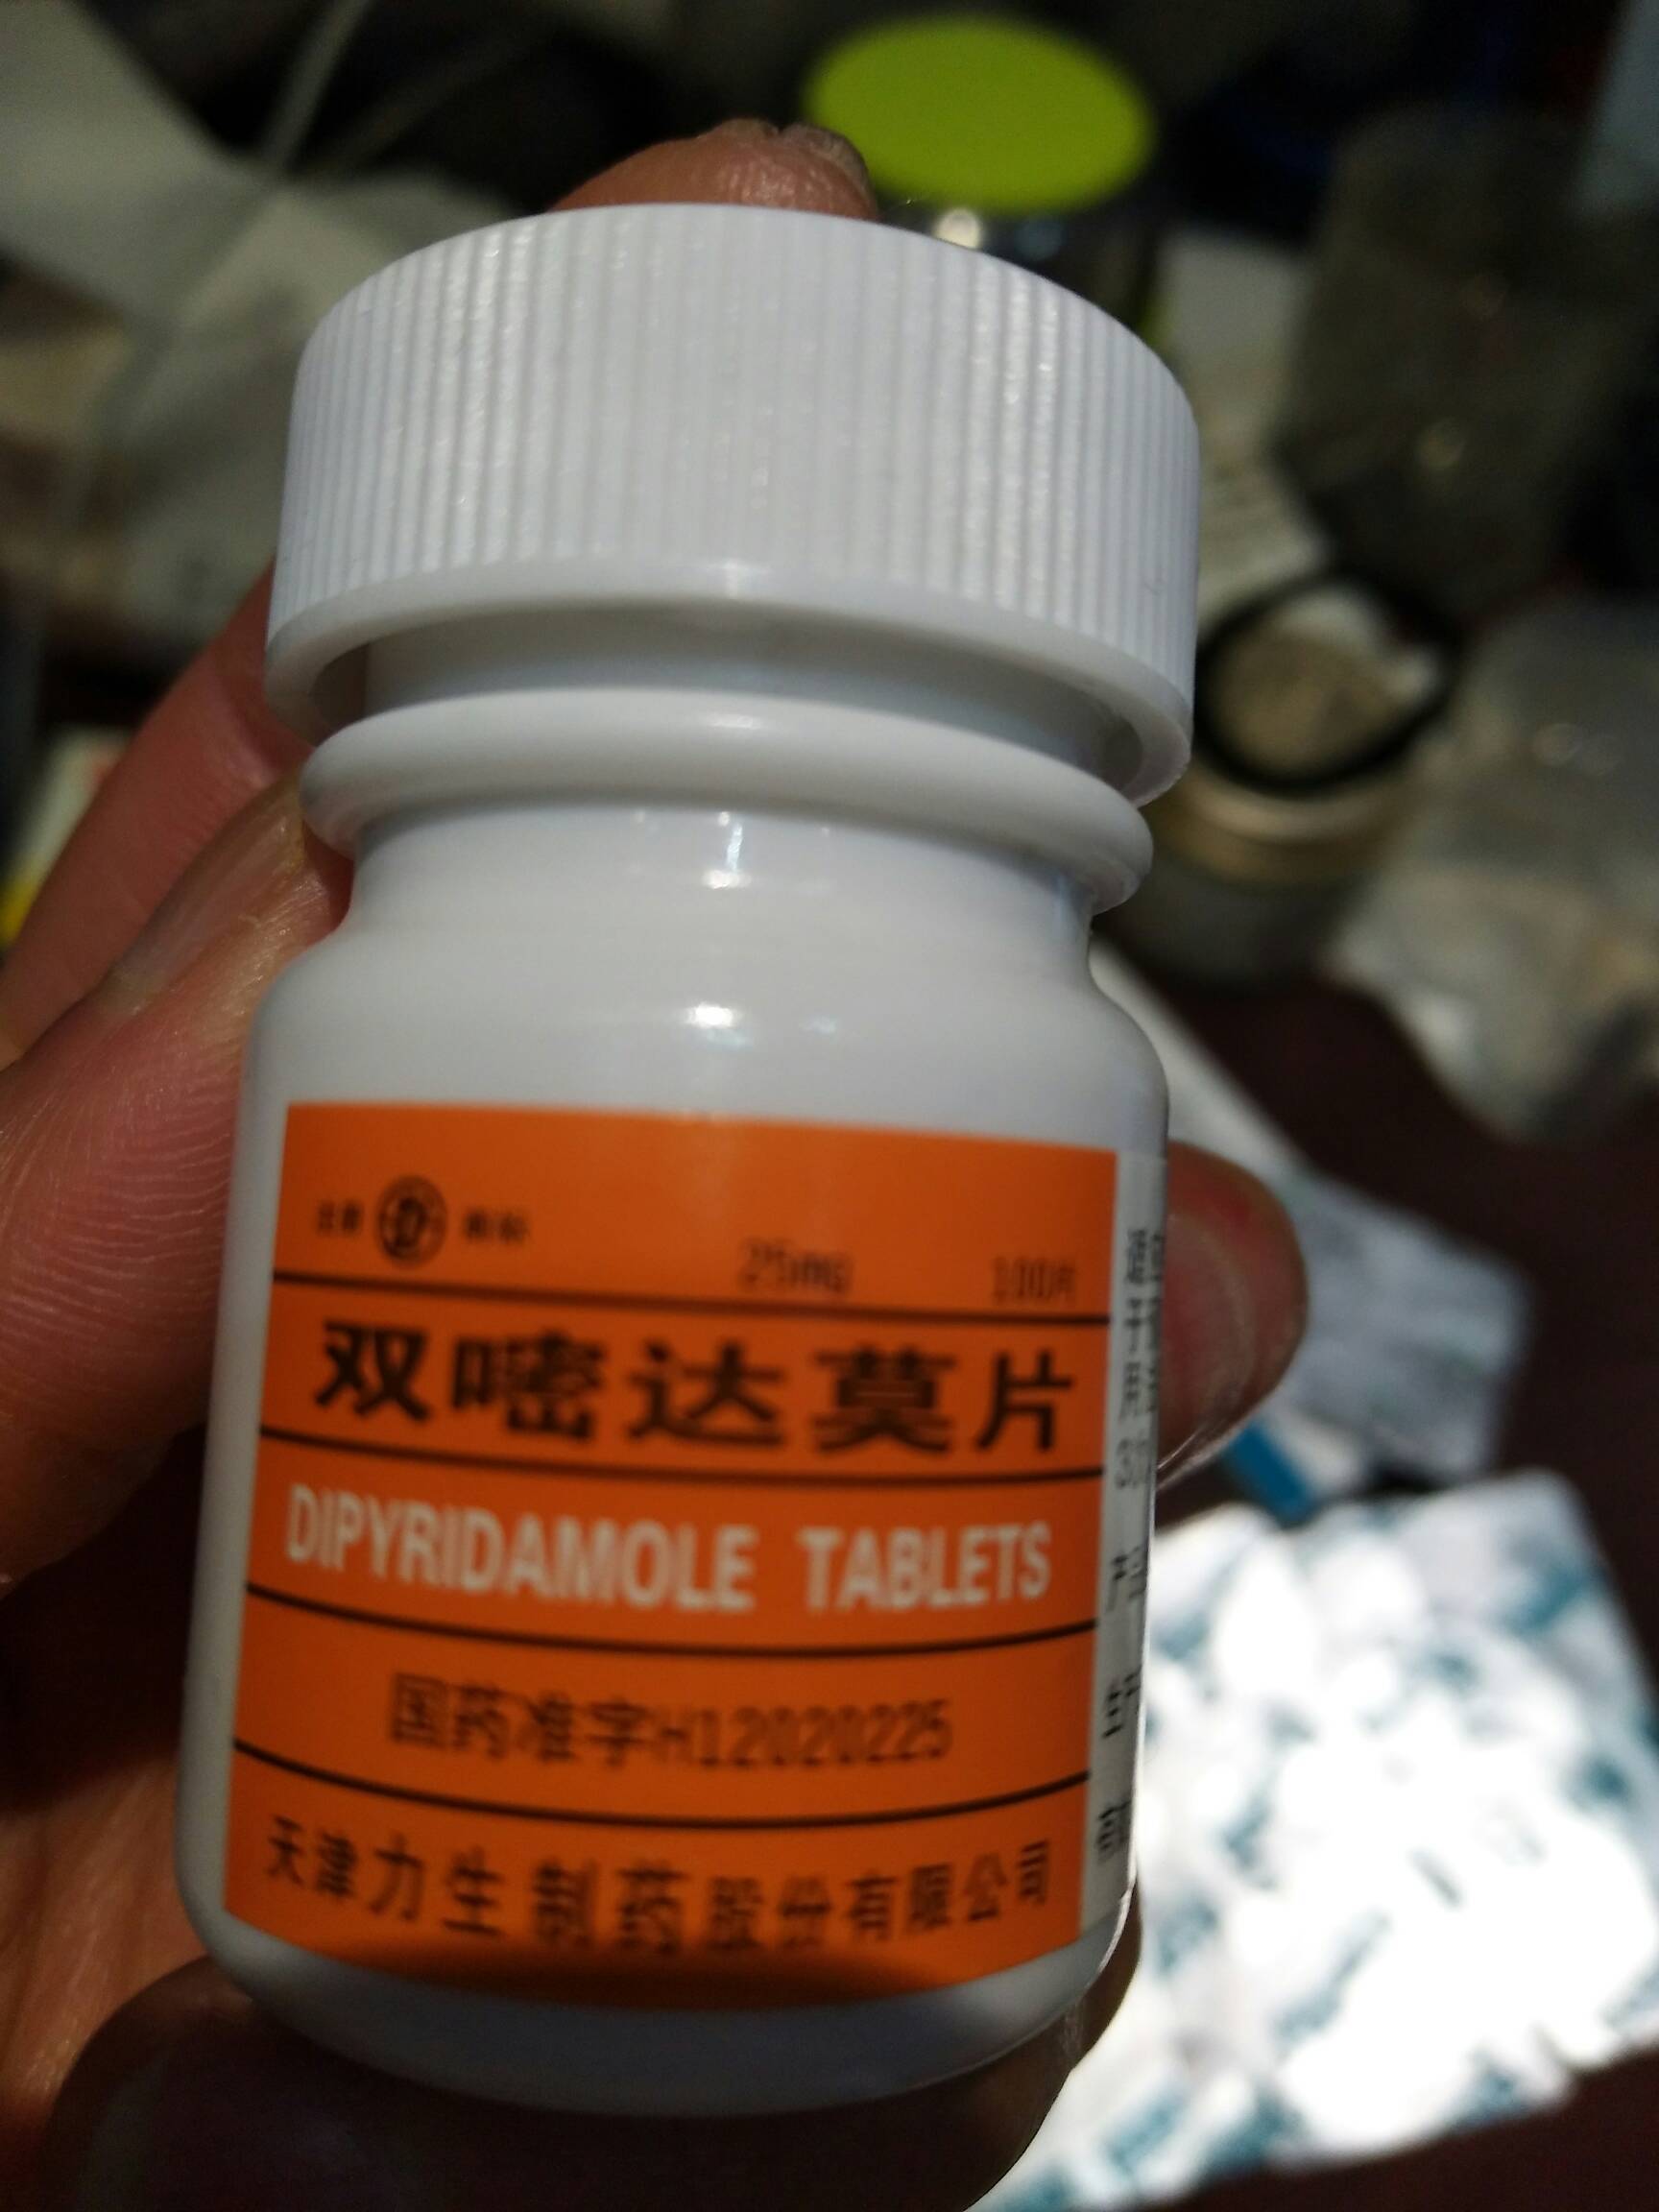 25mg 100片
双嘧达莫片
DIPYRIDAMOLE TABLETS
国药准字H12020225
天津力生制药股份有限公司